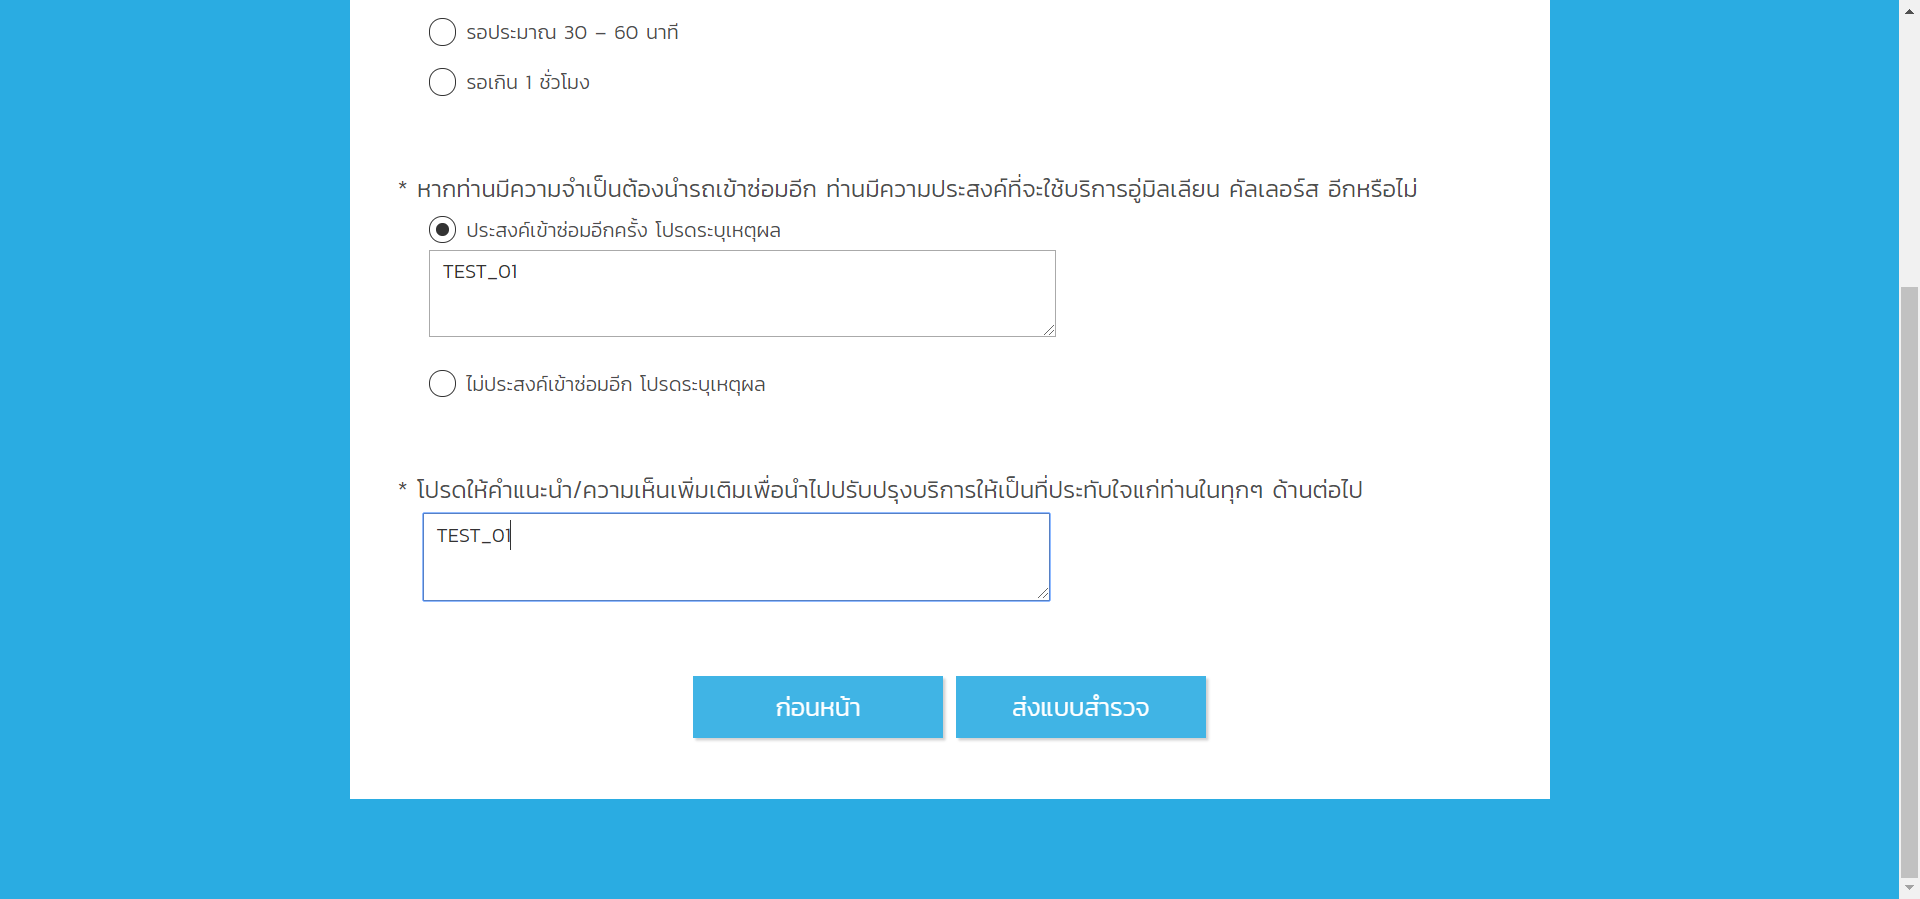 รอประมาณ 30 – 60 นาที
รอเกิน 1 ชั่วโมง
* หากท่านมีความจำเป็นต้องนำรถเข้าซ่อมอีก ท่านมีความประสงค์ที่จะใช้บริการอู่มิลเลียน คัลเลอร์ส อีกหรือไม่
ประสงค์เข้าซ่อมอีกครั้ง โปรดระบุเหตุผล
TEST_01
ไม่ประสงค์เข้าซ่อมอีก โปรดระบุเหตุผล
* โปรดให้คำแนะนำ/ความเห็นเพิ่มเติมเพื่อนำไปปรับปรุงบริการให้เป็นที่ประทับใจแก่ท่านในทุกๆ ด้านต่อไป
TEST_01
ก่อนหน้า ส่งแบบสำรวจ